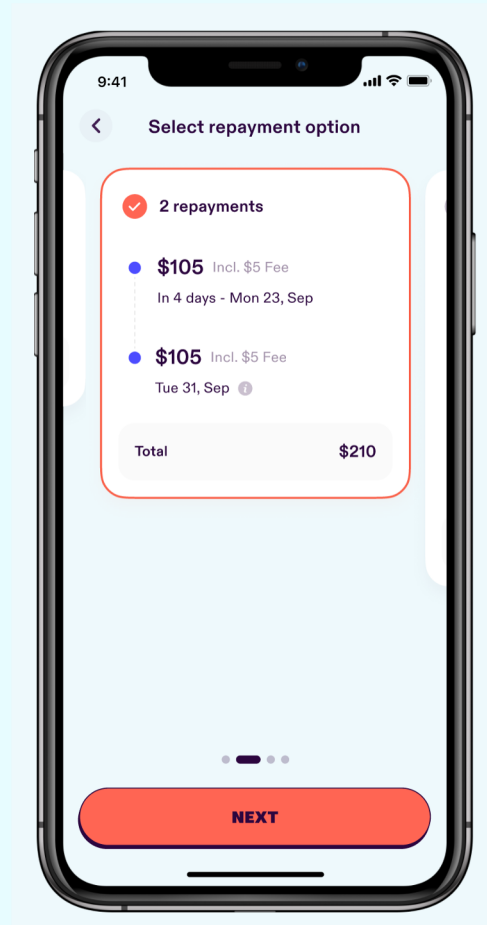 9:41
Select repayment option
2 repayments
$105 Incl. $5 Fee
In 4 days - Mon 23, Sep
$105 Incl. $5 Fee
Tue 31, Sep i
Total $210
NEXT